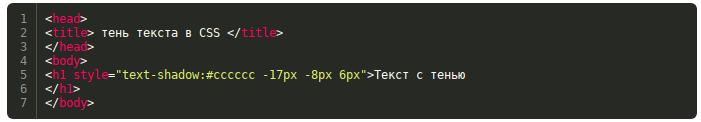 1 <head>
2 <title> тень текста в CSS </title>
3 </head>
4 <body>
5 <h1 style="text-shadow:#cccccc -17px -8px 6px">Текст с тенью
6 </h1>
7 </body>